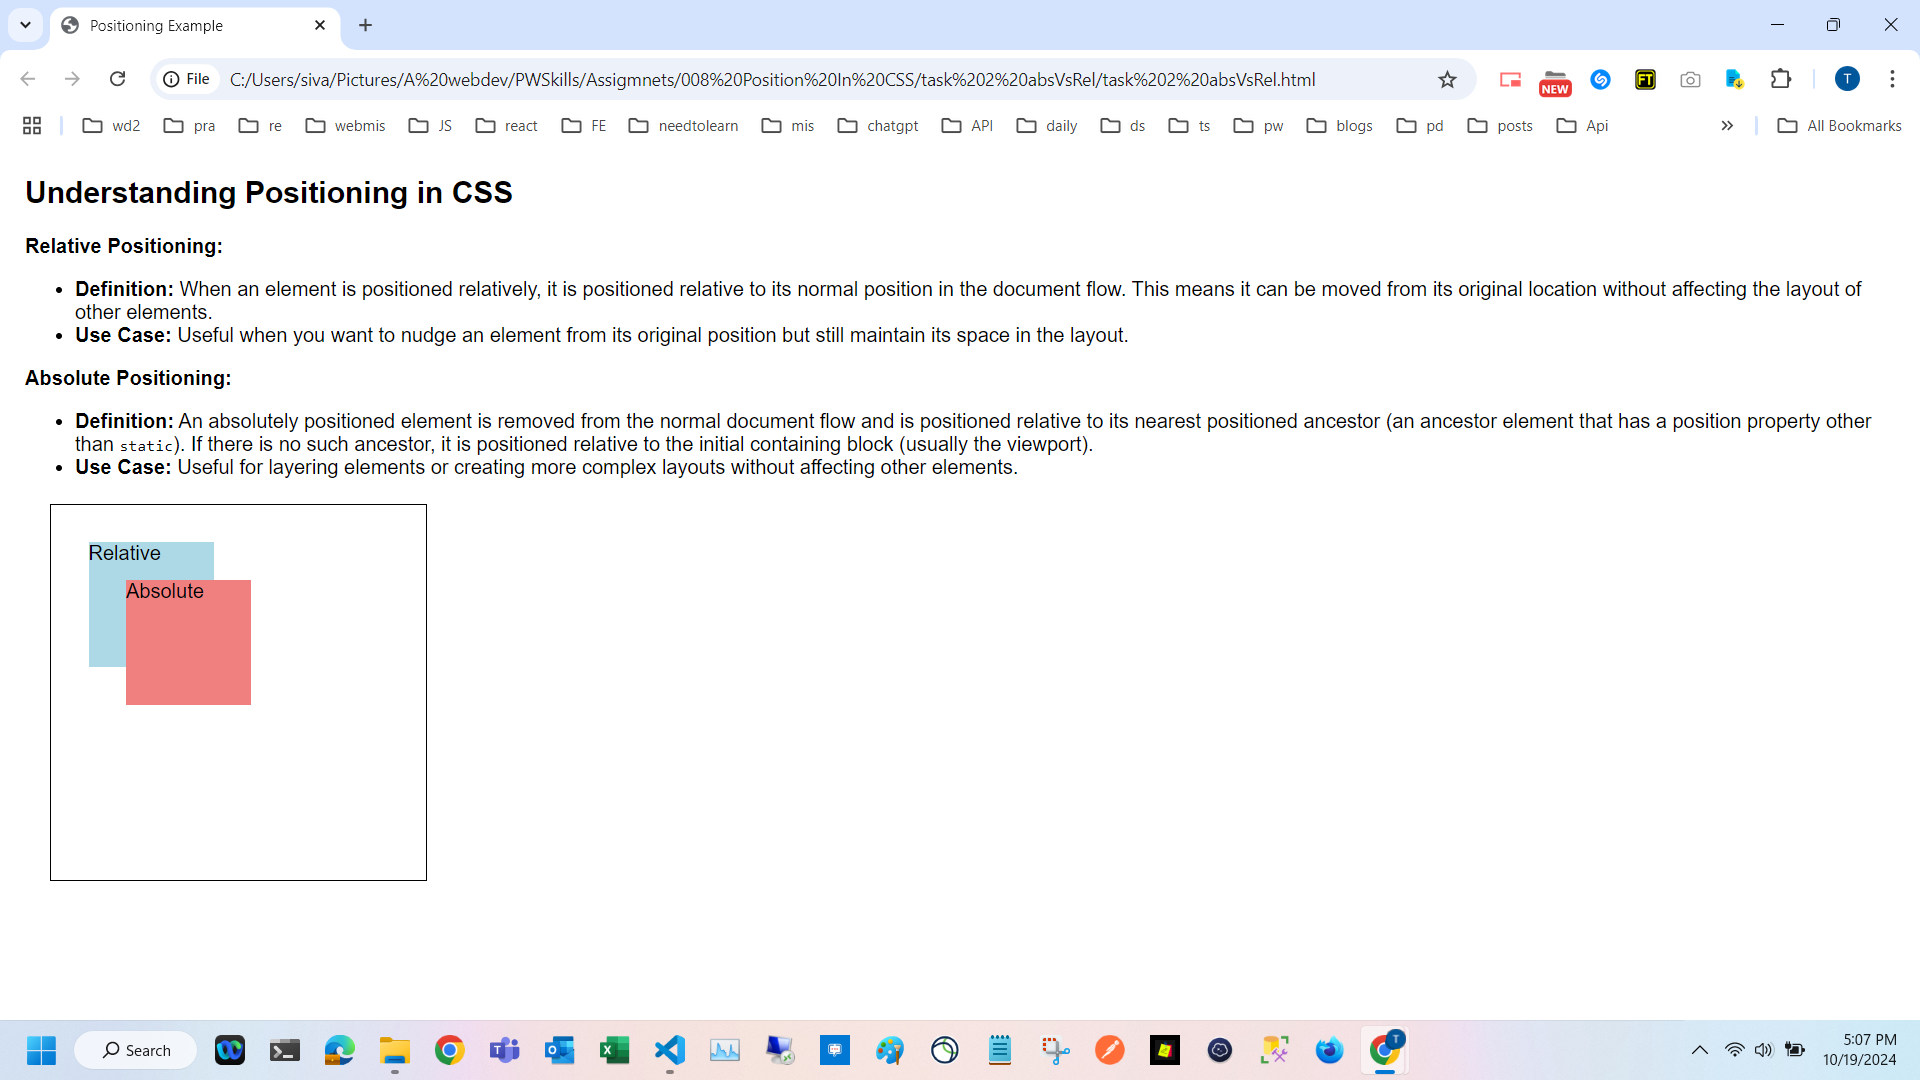 Positioning Example
File
C:/Users/siva/Pictures/A%20webdev/PWSkills/Assigmnets/008%20Position%20In%20CSS/task%202%20absVsRel/task%202%20absVsRel.html
NEW
FT
T
wd2 pra re webmis JS react FE needtolearn mis chatgpt API daily ds ts pw blogs pd posts Api All Bookmarks
Understanding Positioning in CSS
Relative Positioning:
• Definition: When an element is positioned relatively, it is positioned relative to its normal position in the document flow. This means it can be moved from its original location without affecting the layout of
other elements.
• Use Case: Useful when you want to nudge an element from its original position but still maintain its space in the layout.
Absolute Positioning:
• Definition: An absolutely positioned element is removed from the normal document flow and is positioned relative to its nearest positioned ancestor (an ancestor element that has a position property other
than static). If there is no such ancestor, it is positioned relative to the initial containing block (usually the viewport).
• Use Case: Useful for layering elements or creating more complex layouts without affecting other elements.
Relative
Absolute
Search
T
5:07 PM
10/19/2024